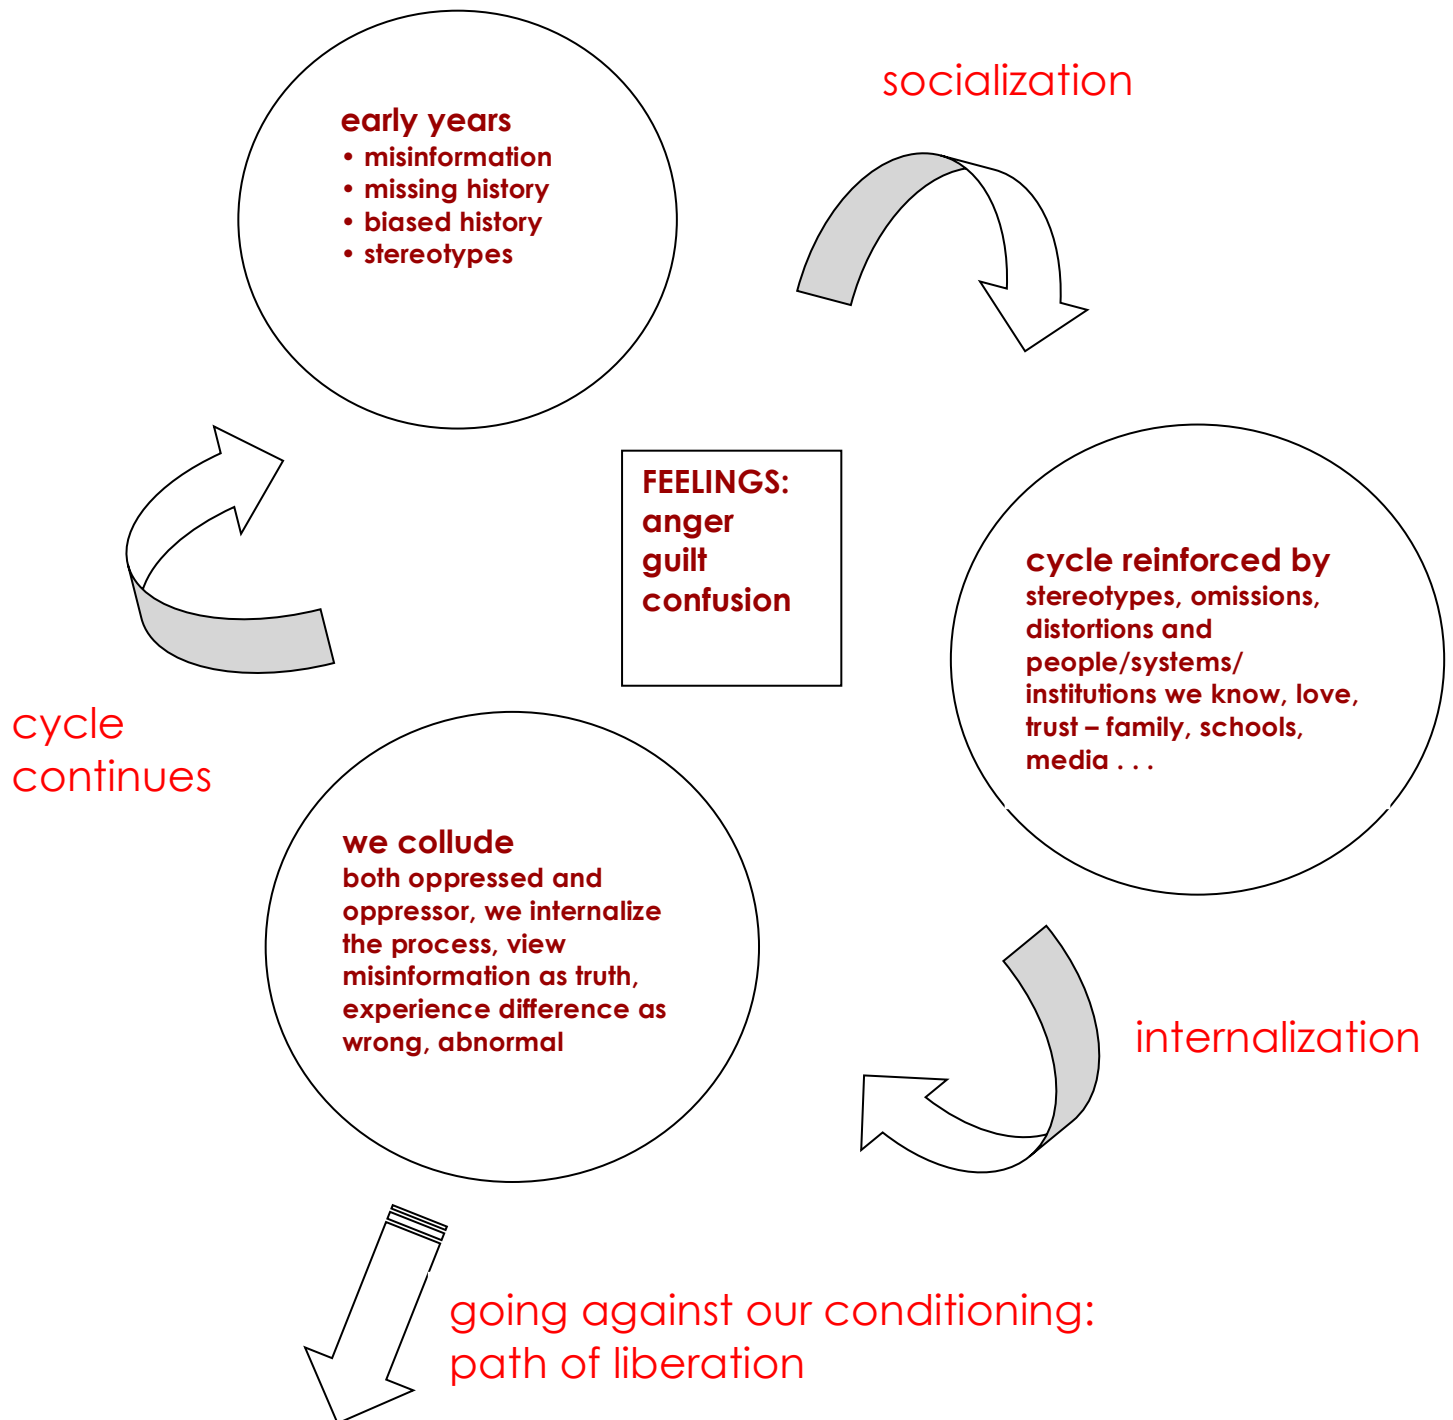 socialization
early years
• misinformation
• missing history
• biased history
• stereotypes
FEELINGS:
anger
guilt
confusion
cycle reinforced by
stereotypes, omissions,
distortions and
people/systems/
institutions we know, love,
trust – family, schools,
media . . .
cycle
continues
we collude
both oppressed and
oppressor, we internalize
the process, view
misinformation as truth,
experience difference as
wrong, abnormal
internalization
going against our conditioning:
path of liberation